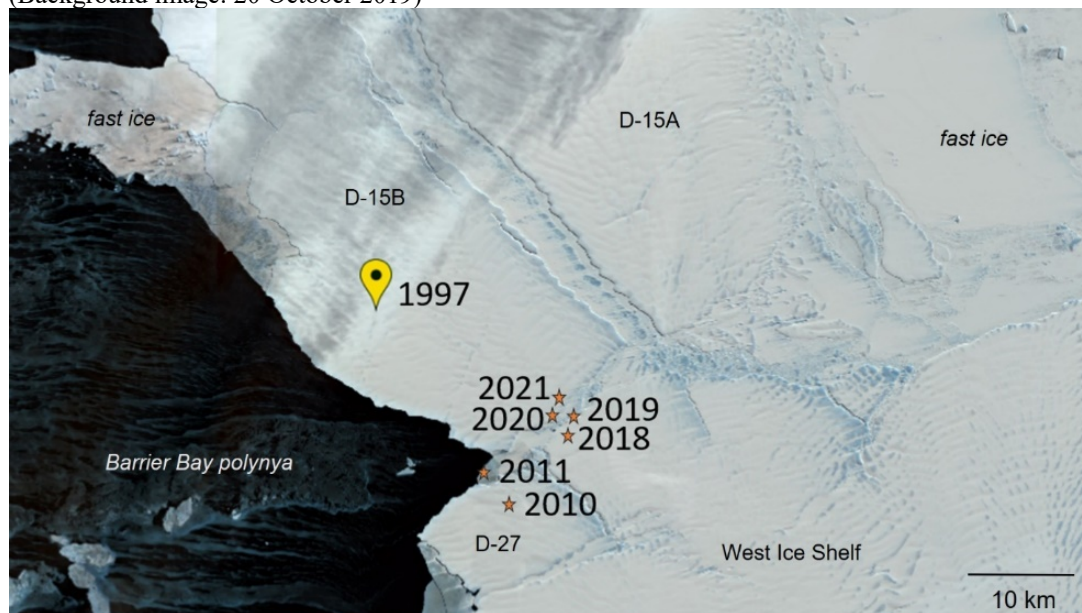 (Background image: 20 October 2019)
fast ice
D-15A
fast ice
D-15B
1997
2021
2020
2019
2018
2011
2010
Barrier Bay polynya
D-27
West Ice Shelf
10 km